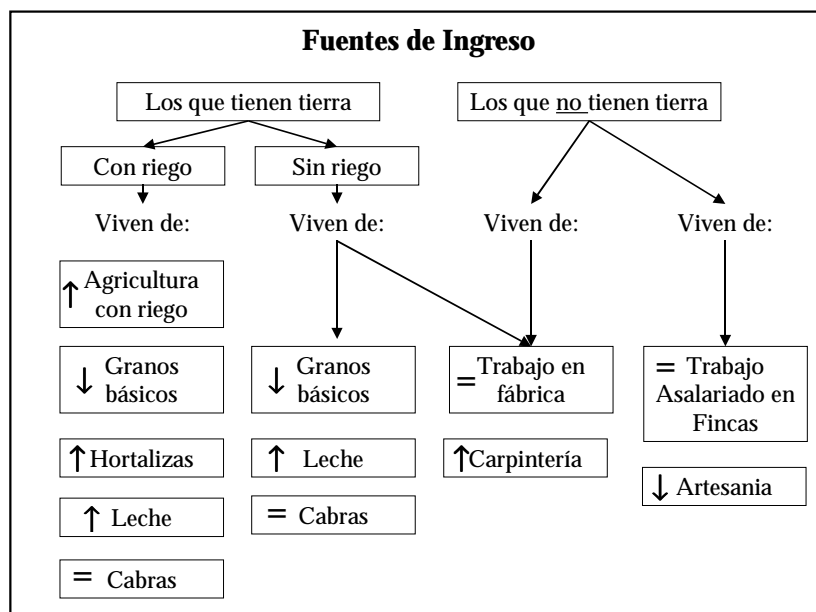 Fuentes de Ingreso
Los que tienen tierra
Los que no tienen tierra
Con riego
Sin riego
Viven de:
Viven de:
Viven de:
Viven de:
↑ Agricultura
con riego
↓ Granos
básicos
↑ Hortalizas
↑ Leche
= Cabras
↓ Granos
básicos
↑ Leche
= Cabras
= Trabajo en
fábrica
↑ Carpintería
= Trabajo
Asalariado en
Fincas
↓ Artesania